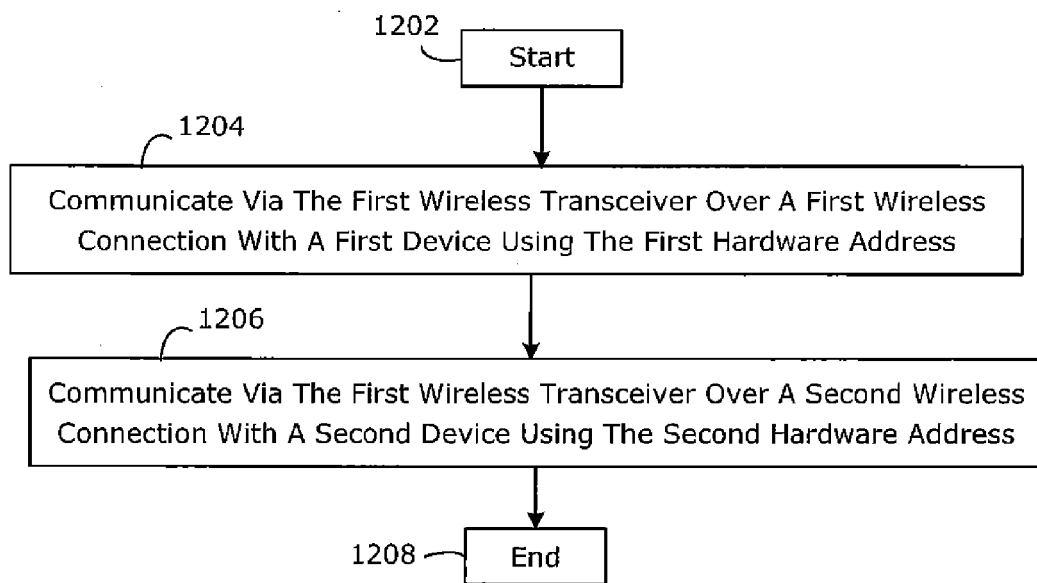 1202
Start
1204
Communicate Via The First Wireless Transceiver Over A First Wireless
Connection With A First Device Using The First Hardware Address
1206
Communicate Via The First Wireless Transceiver Over A Second Wireless
Connection With A Second Device Using The Second Hardware Address
1208
End